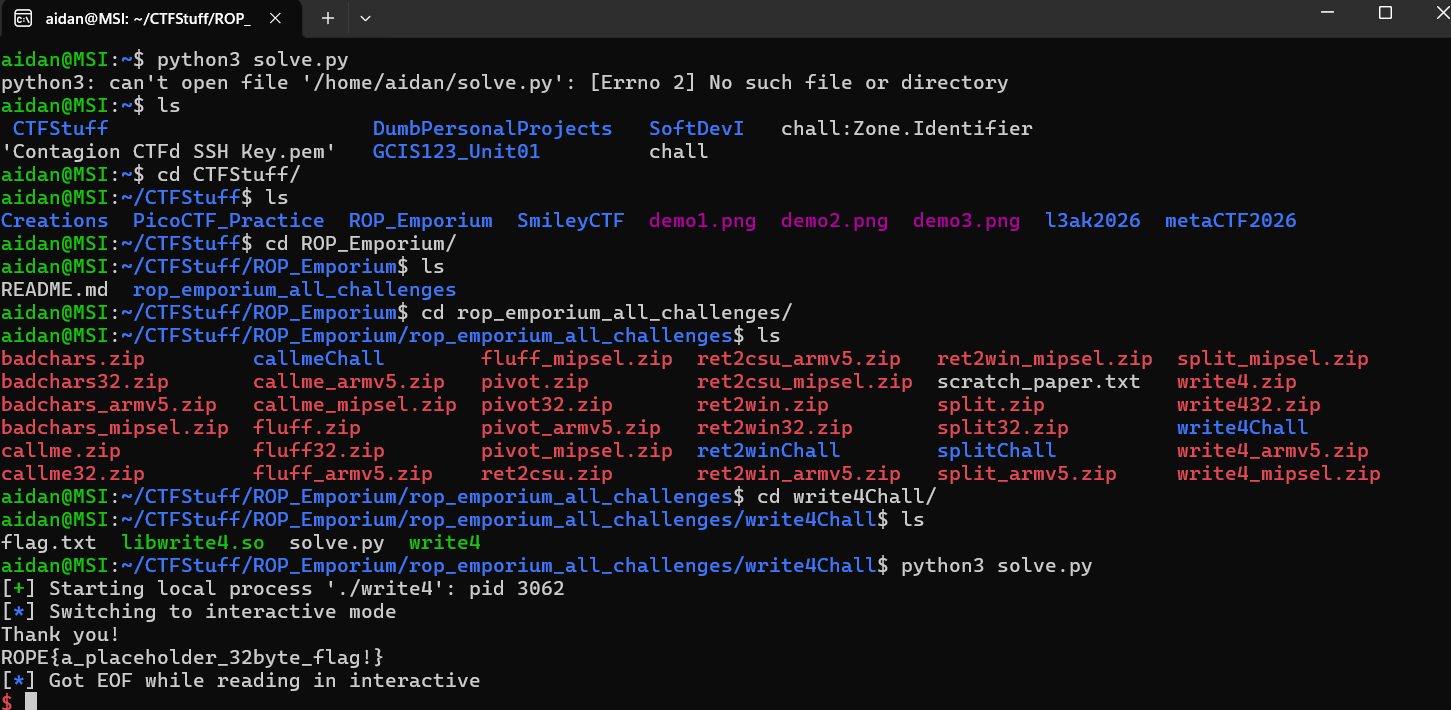 aidan@MSI: ~/CTFStuff/ROP_
aidan@MSI:~$ python3 solve.py
python3: can't open file '/home/aidan/solve.py': [Errno 2] No such file or directory
aidan@MSI:~$ ls
CTFStuff DumbPersonalProjects SoftDevI chall:Zone.Identifier
'Contagion CTFd SSH Key.pem' GCIS123_Unit01 chall
aidan@MSI:~$ cd CTFStuff/
aidan@MSI:~/CTFStuff$ ls
Creations PicoCTF_Practice ROP_Emporium SmileyCTF demo1.png demo2.png demo3.png l3ak2026 metaCTF2026
aidan@MSI:~/CTFStuff$ cd ROP_Emporium/
aidan@MSI:~/CTFStuff/ROP_Emporium$ ls
README.md rop_emporium_all_challenges
aidan@MSI:~/CTFStuff/ROP_Emporium$ cd rop_emporium_all_challenges/
aidan@MSI:~/CTFStuff/ROP_Emporium/rop_emporium_all_challenges$ ls
badchars.zip callmeChall fluff_mipsel.zip ret2csu_armv5.zip ret2win_mipsel.zip split_mipsel.zip
badchars32.zip callme_armv5.zip pivot.zip ret2csu_mipsel.zip scratch_paper.txt write4.zip
badchars_armv5.zip callme_mipsel.zip pivot32.zip ret2win.zip split.zip write432.zip
badchars_mipsel.zip fluff.zip pivot_armv5.zip ret2win32.zip split32.zip write4Chall
callme.zip fluff32.zip pivot_mipsel.zip ret2winChall splitChall write4_armv5.zip
callme32.zip fluff_armv5.zip ret2csu.zip ret2win_armv5.zip split_armv5.zip write4_mipsel.zip
aidan@MSI:~/CTFStuff/ROP_Emporium/rop_emporium_all_challenges$ cd write4Chall/
aidan@MSI:~/CTFStuff/ROP_Emporium/rop_emporium_all_challenges/write4Chall$ ls
flag.txt libwrite4.so solve.py write4
aidan@MSI:~/CTFStuff/ROP_Emporium/rop_emporium_all_challenges/write4Chall$ python3 solve.py
[+] Starting local process './write4': pid 3062
[*] Switching to interactive mode
Thank you!
ROPE{a_placeholder_32byte_flag!}
[*] Got EOF while reading in interactive
$